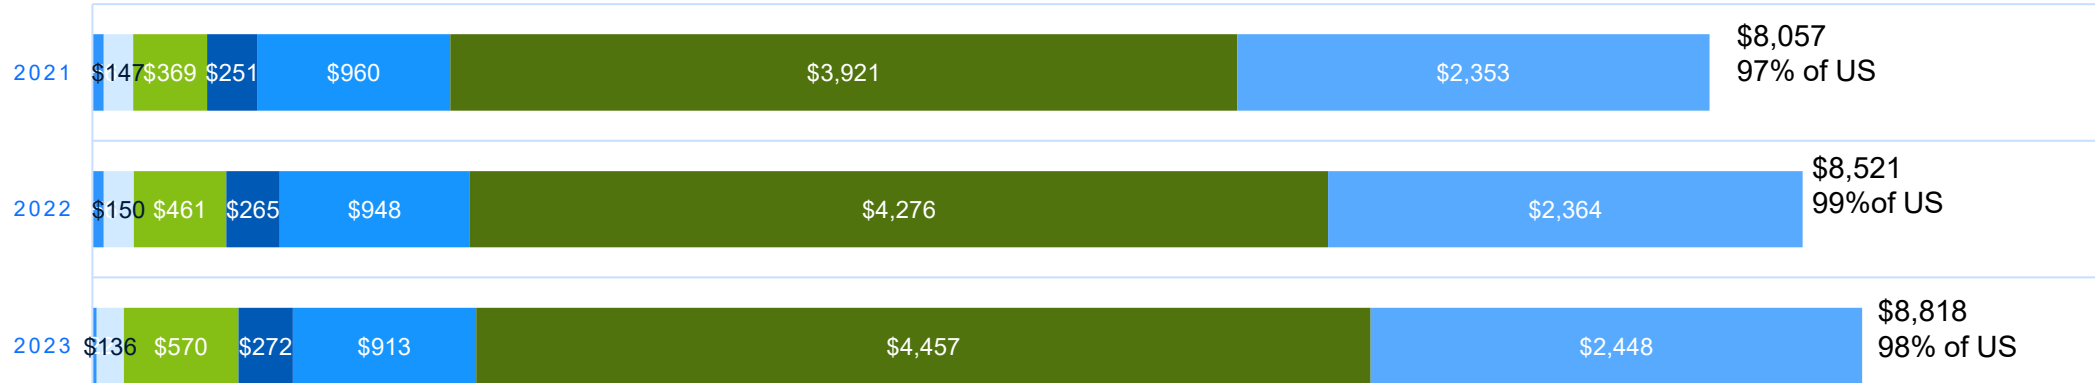 2021 $147 $369 $251 $960 $3,921 $2,353 $8,057
97% of US
2022 $150 $461 $265 $948 $4,276 $2,364 $8,521
99%of US
2023 $136 $570 $272 $913 $4,457 $2,448 $8,818
98% of US